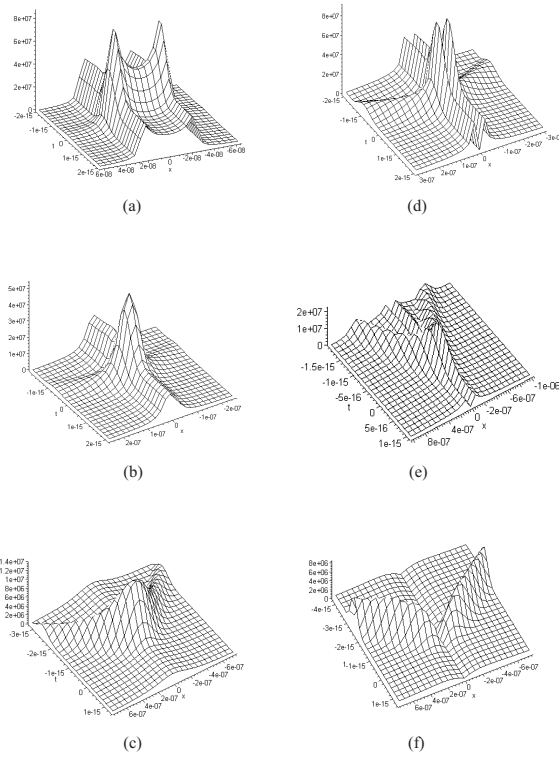 8e+07
6e+07
4e+07
2e+07
0
-2e-15
-1e-15
t 0
1e-15
2e-15
6e-08 4e-08 2e-08 0 -2e-08 -4e-08 -6e-08
x
(a)
8e+07
6e+07
4e+07
2e+07
0
-2e-15
-1e-15
t 0
1e-15
2e-15
3e-07 2e-07 1e-07 0 -1e-07 -2e-07
x
(d)
5e+07
4e+07
3e+07
2e+07
1e+07
0
-1e-15
t 0
1e-15
2e-15
2e-07 1e-07 0 -1e-07 -2e-07
x
(b)
2e+07
1e+07
0
-1.5e-15
-1e-15
-5e-16
t 0
5e-16
1e-15
8e-07 4e-07 0 -2e-07 -6e-07 -1e-06
x
(e)
1.4e+07
1.2e+07
1e+07
8e+06
6e+06
4e+06
2e+06
0
-3e-15
-2e-15
t
0
1e-15
6e-07 4e-07 2e-07 0 -2e-07 -4e-07 -6e-07
x
(c)
8e+06
6e+06
4e+06
2e+06
0
-4e-15
-2e-15
0
1e-15
6e-07 4e-07 2e-07 0 -2e-07 -4e-07 -6e-07
x
(f)